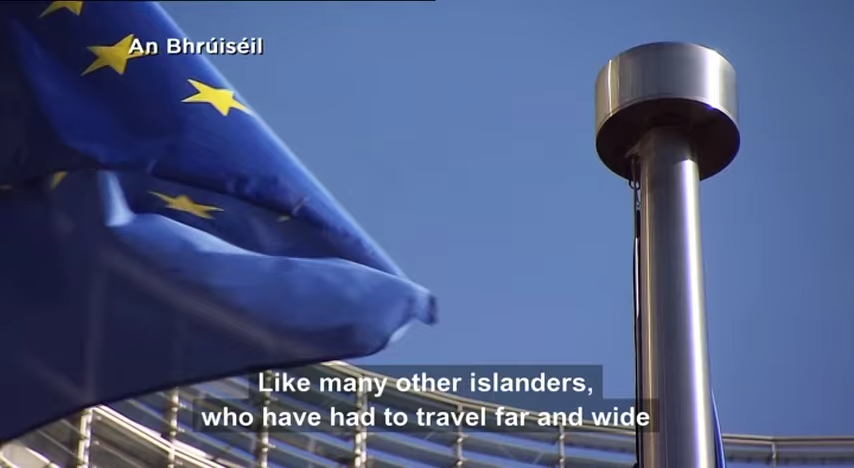 An Bhrúiséil
Like many other islanders,
who have had to travel far and wide